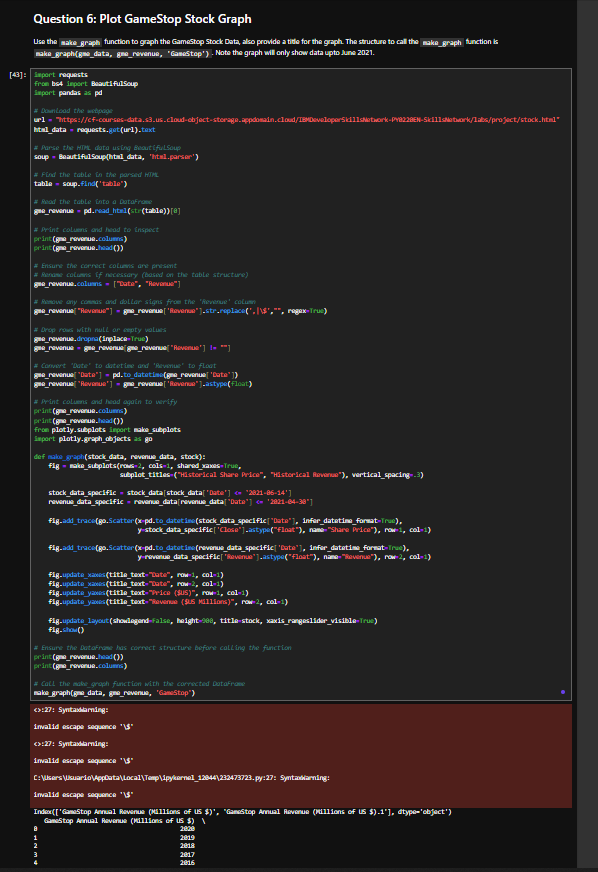 Question 6: Plot GameStop Stock Graph
Use the make_graph function to graph the GameStop Stock Data, also provide a title for the graph. The structure to call the make_graph function is
make_graph(gme_data, gme_revenue, 'GameStop') . Note the graph will only show data upto June 2021.
[43]:
import requests
from bs4 import BeautifulSoup
import pandas as pd
# Download the webpage
url = "https://cf-courses-data.s3.us.cloud-object-storage.appdomain.cloud/IBMDeveloperSkillsNetwork-PY0220EN-SkillsNetwork/labs/project/stock.html"
html_data = requests.get(url).text
# Parse the HTML data using BeautifulSoup
soup = BeautifulSoup(html_data, 'html.parser')
# Find the table in the parsed HTML
table = soup.find('table')
# Read the table into a DataFrame
gme_revenue = pd.read_html(str(table))[0]
# Print columns and head to inspect
print(gme_revenue.columns)
print(gme_revenue.head())
# Ensure the correct columns are present
# Rename columns if necessary (based on the table structure)
gme_revenue.columns = ["Date", "Revenue"]
# Remove any commas and dollar signs from the 'Revenue' column
gme_revenue["Revenue"] = gme_revenue['Revenue'].str.replace(',|\$',"", regex=True)
# Drop rows with null or empty values
gme_revenue.dropna(inplace=True)
gme_revenue = gme_revenue[gme_revenue['Revenue'] != ""]
# Convert 'Date' to datetime and 'Revenue' to float
gme_revenue['Date'] = pd.to_datetime(gme_revenue['Date'])
gme_revenue['Revenue'] = gme_revenue['Revenue'].astype(float)
# Print columns and head again to verify
print(gme_revenue.columns)
print(gme_revenue.head())
from plotly.subplots import make_subplots
import plotly.graph_objects as go
def make_graph(stock_data, revenue_data, stock):
fig = make_subplots(rows=2, cols=1, shared_xaxes=True,
subplot_titles=("Historical Share Price", "Historical Revenue"), vertical_spacing=.3)
stock_data_specific = stock_data[stock_data['Date'] <= '2021-06-14']
revenue_data_specific = revenue_data[revenue_data['Date'] <= '2021-04-30']
fig.add_trace(go.Scatter(x=pd.to_datetime(stock_data_specific['Date'], infer_datetime_format=True),
y=stock_data_specific['Close'].astype("float"), name="Share Price"), row=1, col=1)
fig.add_trace(go.Scatter(x=pd.to_datetime(revenue_data_specific['Date'], infer_datetime_format=True),
y=revenue_data_specific['Revenue'].astype("float"), name="Revenue"), row=2, col=1)
fig.update_xaxes(title_text="Date", row=1, col=1)
fig.update_xaxes(title_text="Date", row=2, col=1)
fig.update_yaxes(title_text="Price ($US)", row=1, col=1)
fig.update_yaxes(title_text="Revenue ($US Millions)", row=2, col=1)
fig.update_layout(showlegend=False, height=900, title=stock, xaxis_rangeslider_visible=True)
fig.show()
# Ensure the DataFrame has correct structure before calling the function
print(gme_revenue.head())
print(gme_revenue.columns)
# Call the make graph function with the corrected DataFrame
make_graph(gme_data, gme_revenue, 'GameStop')
<>:27: SyntaxWarning:
invalid escape sequence '\$'
<>:27: SyntaxWarning:
invalid escape sequence '\$'
C:\Users\Usuario\AppData\Local\Temp\ipykernel_12044\232473723.py:27: SyntaxWarning:
invalid escape sequence '\$'
Index(['GameStop Annual Revenue (Millions of US $)', 'GameStop Annual Revenue (Millions of US $).1'], dtype='object')
GameStop Annual Revenue (Millions of US $) \
0 2020
1 2019
2 2018
3 2017
4 2016